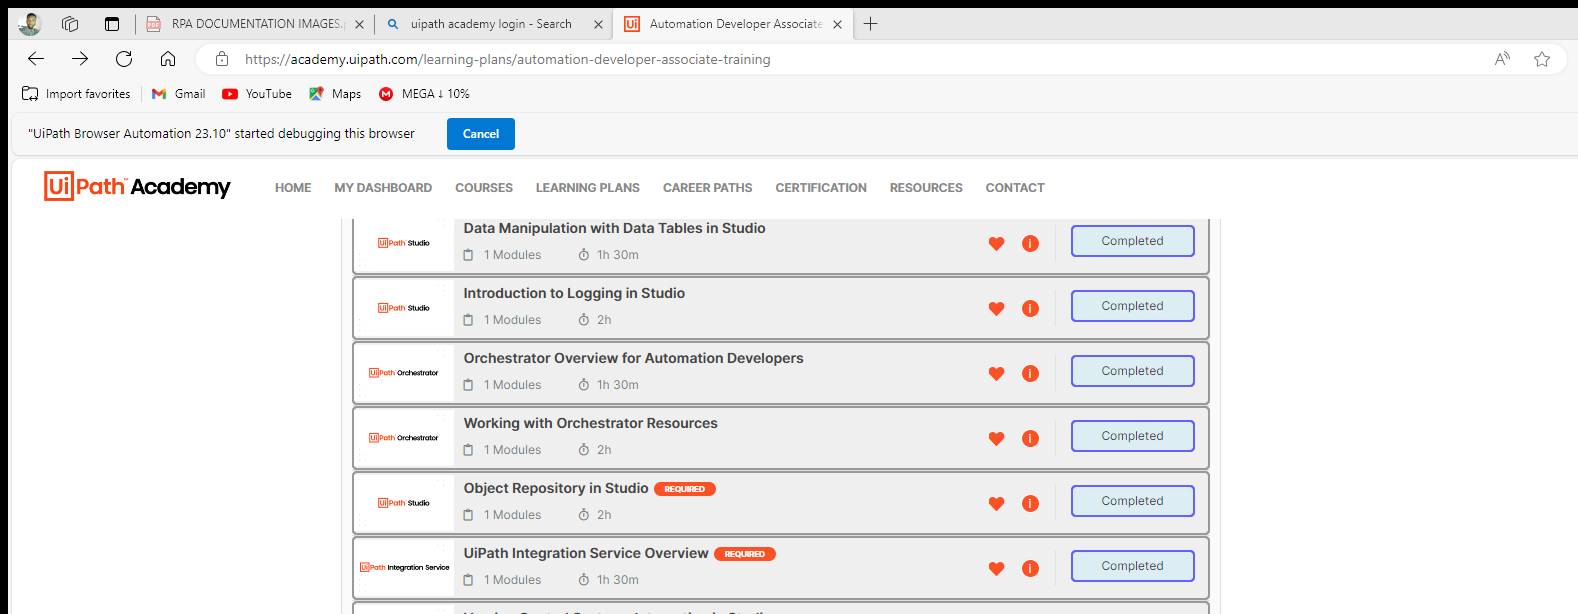 RPA DOCUMENTATION IMAGES.
uipath academy login - Search
Automation Developer Associate
https://academy.uipath.com/learning-plans/automation-developer-associate-training
Import favorites
Gmail
YouTube
Maps
MEGA ↓ 10%
"UiPath Browser Automation 23.10" started debugging this browser
Cancel
UiPath Academy
HOME
MY DASHBOARD
COURSES
LEARNING PLANS
CAREER PATHS
CERTIFICATION
RESOURCES
CONTACT
UiPath Studio
Data Manipulation with Data Tables in Studio
1 Modules
1h 30m
Completed
UiPath Studio
Introduction to Logging in Studio
1 Modules
2h
Completed
UiPath Orchestrator
Orchestrator Overview for Automation Developers
1 Modules
1h 30m
Completed
UiPath Orchestrator
Working with Orchestrator Resources
1 Modules
2h
Completed
UiPath Studio
Object Repository in Studio REQUIRED
1 Modules
2h
Completed
UiPath Integration Service
UiPath Integration Service Overview REQUIRED
1 Modules
1h 30m
Completed